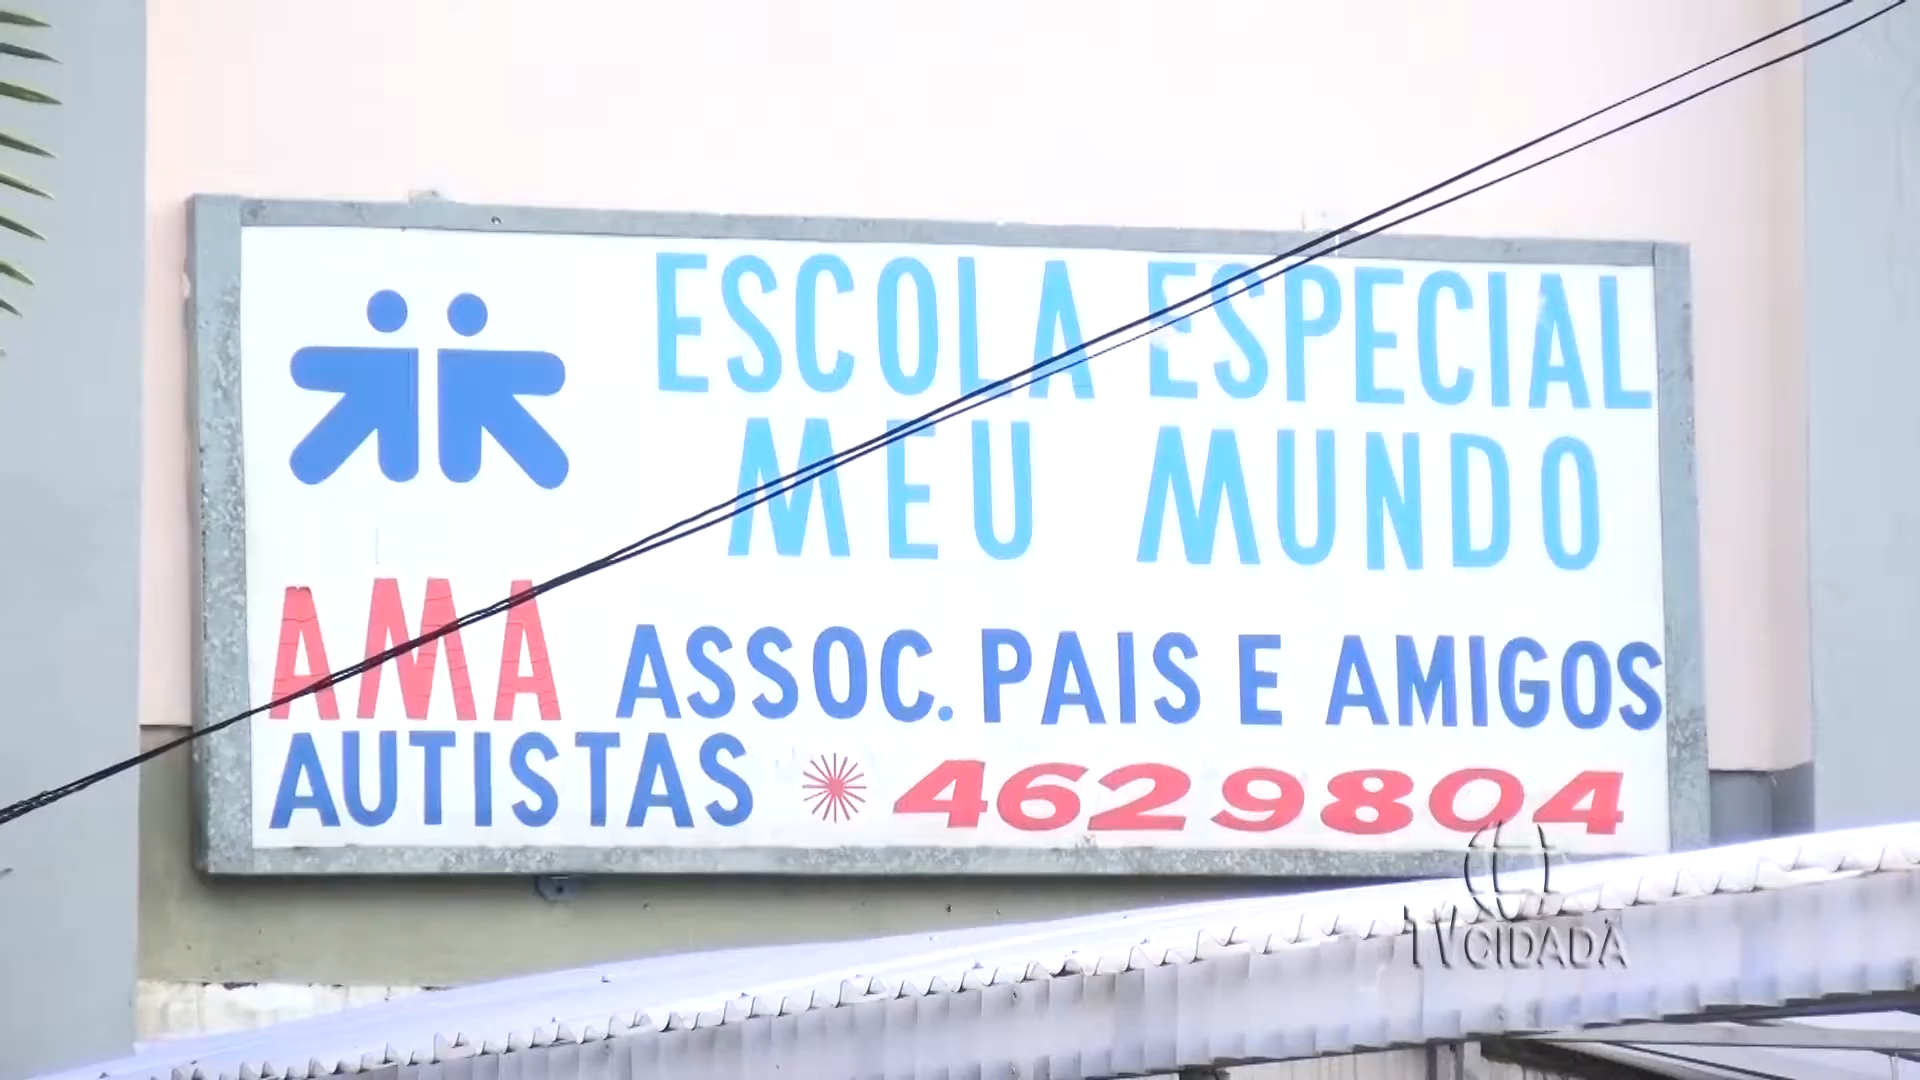 ESCOLA ESPECIAL
MEU MUNDO
AMA ASSOC. PAIS E AMIGOS
AUTISTAS 4629804
TV CIDADÃ